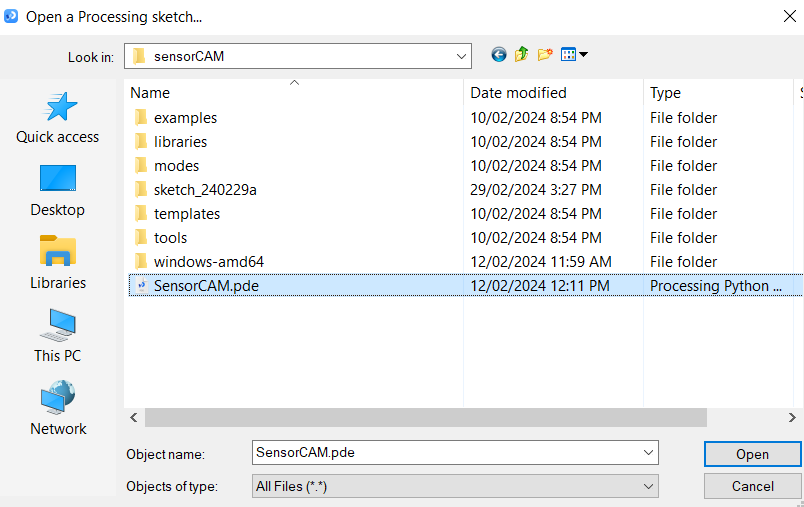 Open a Processing sketch...
Look in: sensorCAM
Name Date modified Type S
Quick access
Desktop
Libraries
This PC
Network
examples 10/02/2024 8:54 PM File folder
libraries 10/02/2024 8:54 PM File folder
modes 10/02/2024 8:54 PM File folder
sketch_240229a 29/02/2024 3:27 PM File folder
templates 10/02/2024 8:54 PM File folder
tools 10/02/2024 8:54 PM File folder
windows-amd64 12/02/2024 11:59 AM File folder
SensorCAM.pde 12/02/2024 12:11 PM Processing Python ...
Object name: SensorCAM.pde Open
Objects of type: All Files (*.*) Cancel